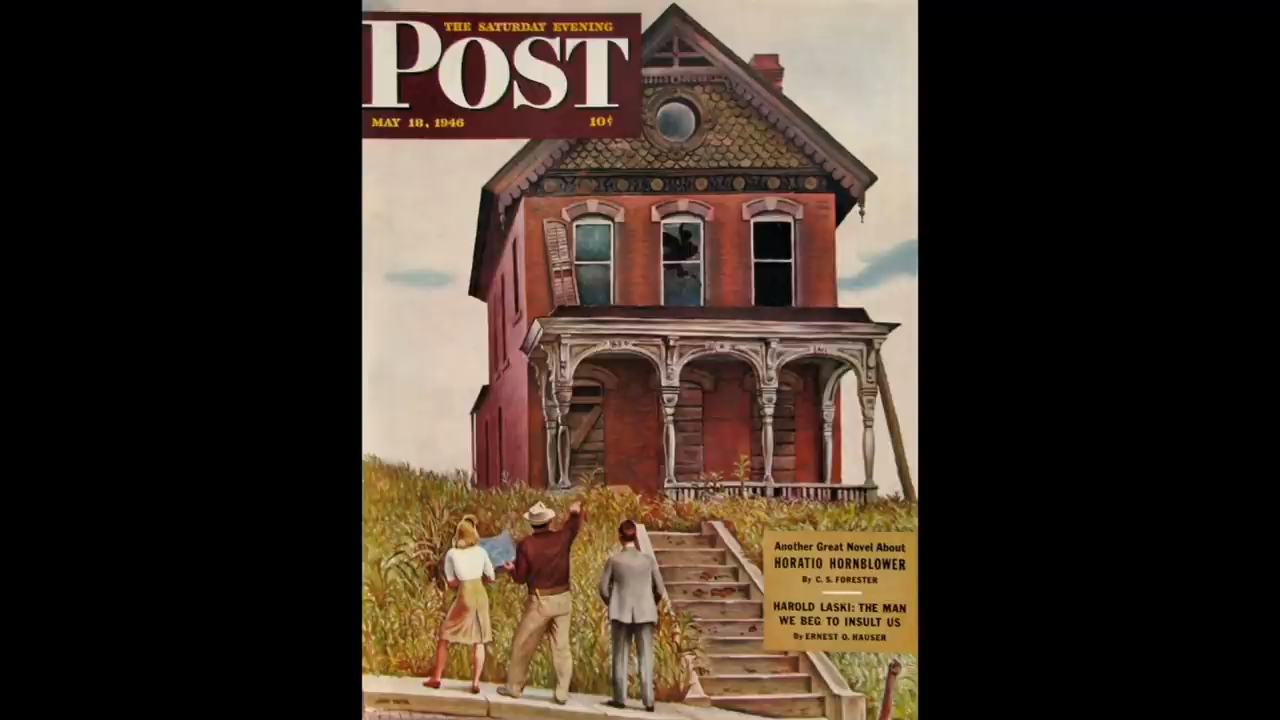 THE SATURDAY EVENING
POST
MAY 18, 1946 10¢
Another Great Novel About
HORATIO HORNBLOWER
By C. S. FORESTER
HAROLD LASKI: THE MAN
WE BEG TO INSULT US
By ERNEST O. HAUSER